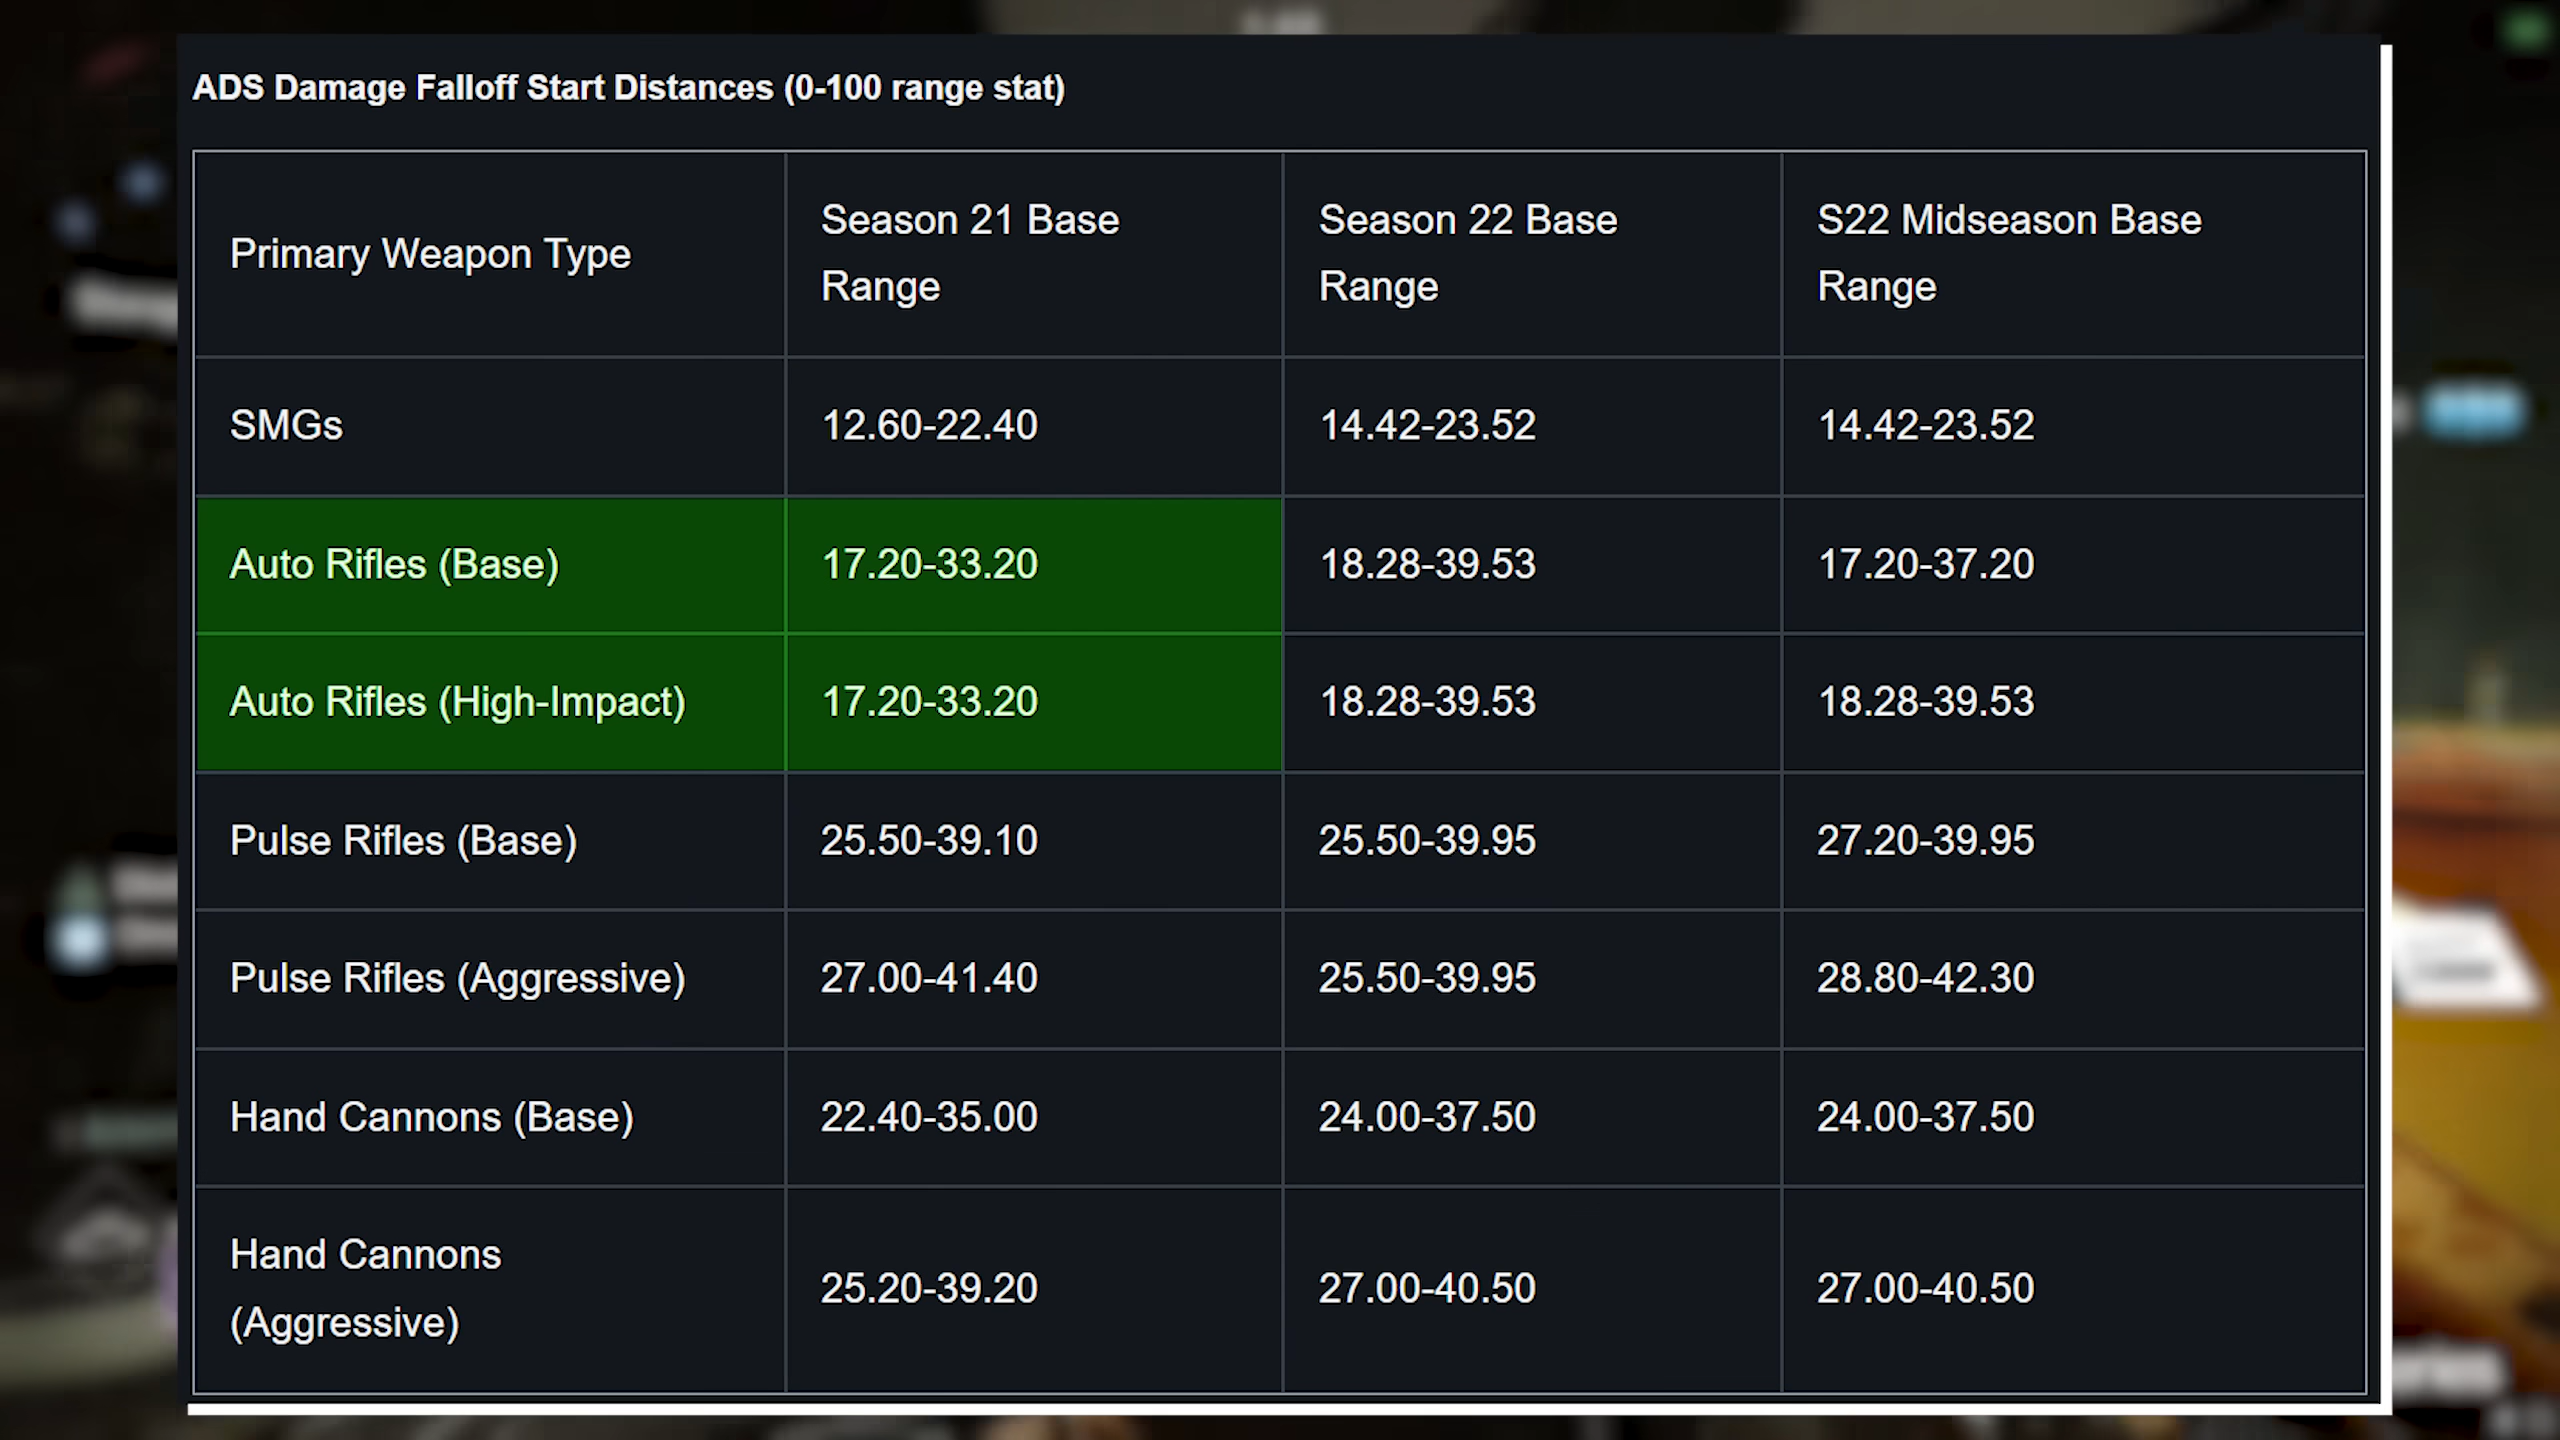 ADS Damage Falloff Start Distances (0-100 range stat)
Primary Weapon Type
Season 21 Base
Range
Season 22 Base
Range
S22 Midseason Base
Range
SMGs
12.60-22.40
14.42-23.52
14.42-23.52
Auto Rifles (Base)
17.20-33.20
18.28-39.53
17.20-37.20
Auto Rifles (High-Impact)
17.20-33.20
18.28-39.53
18.28-39.53
Pulse Rifles (Base)
25.50-39.10
25.50-39.95
27.20-39.95
Pulse Rifles (Aggressive)
27.00-41.40
25.50-39.95
28.80-42.30
Hand Cannons (Base)
22.40-35.00
24.00-37.50
24.00-37.50
Hand Cannons
(Aggressive)
25.20-39.20
27.00-40.50
27.00-40.50